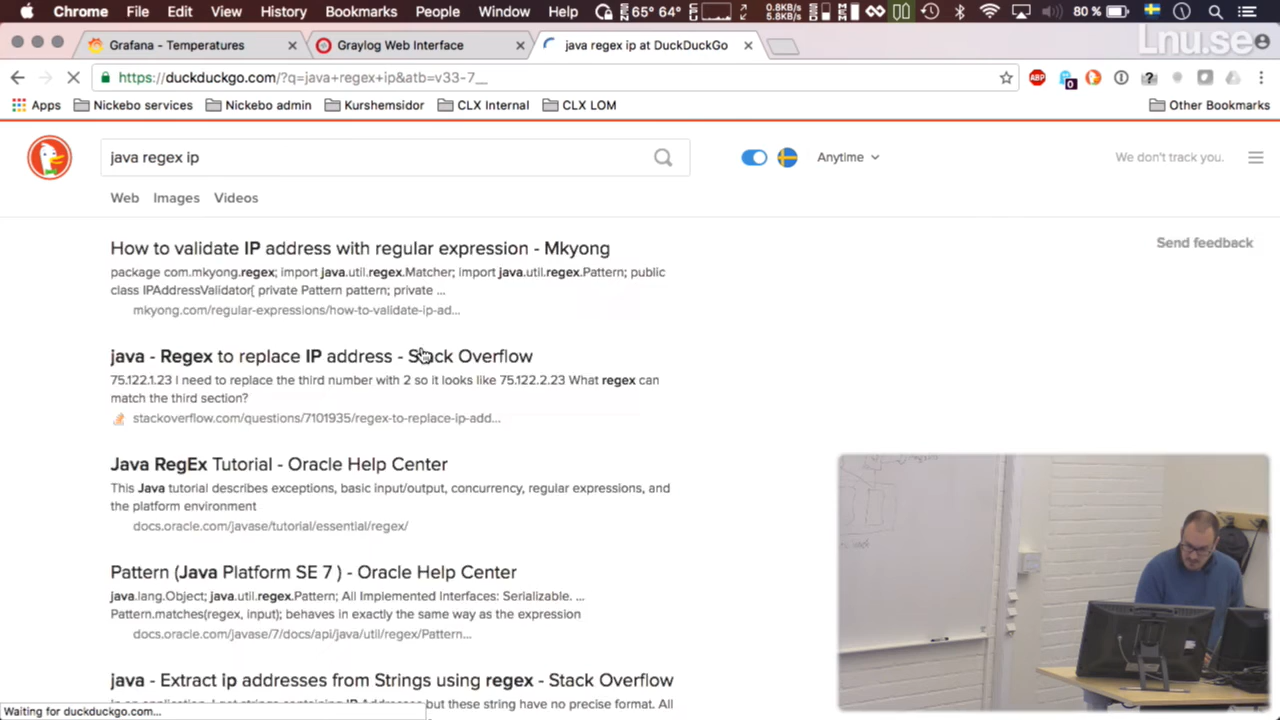 Chrome File Edit View History Bookmarks People Window Help 65° 64° 0.8KB/s 5.8KB/s 80 %
Grafana - Temperatures
Graylog Web Interface
java regex ip at DuckDuckGo
Lnu.se
https://duckduckgo.com/?q=java+regex+ip&atb=v33-7__
ABP
0
Apps Nickebo services Nickebo admin Kurshemsidor CLX Internal CLX LOM Other Bookmarks
java regex ip
Anytime
We don't track you.
Web Images Videos
Send feedback
How to validate IP address with regular expression - Mkyong
package com.mkyong.regex; import java.util.regex.Matcher; import java.util.regex.Pattern; public
class IPAddressValidator{ private Pattern pattern; private ...
mkyong.com/regular-expressions/how-to-validate-ip-ad...
java - Regex to replace IP address - Stack Overflow
75.122.1.23 I need to replace the third number with 2 so it looks like 75.122.2.23 What regex can
match the third section?
stackoverflow.com/questions/7101935/regex-to-replace-ip-add...
Java RegEx Tutorial - Oracle Help Center
This Java tutorial describes exceptions, basic input/output, concurrency, regular expressions, and
the platform environment
docs.oracle.com/javase/tutorial/essential/regex/
Pattern (Java Platform SE 7 ) - Oracle Help Center
java.lang.Object; java.util.regex.Pattern; All Implemented Interfaces: Serializable. ...
Pattern.matches(regex, input); behaves in exactly the same way as the expression
docs.oracle.com/javase/7/docs/api/java/util/regex/Pattern...
java - Extract ip addresses from Strings using regex - Stack Overflow
but these string have no precise format. All
Waiting for duckduckgo.com...